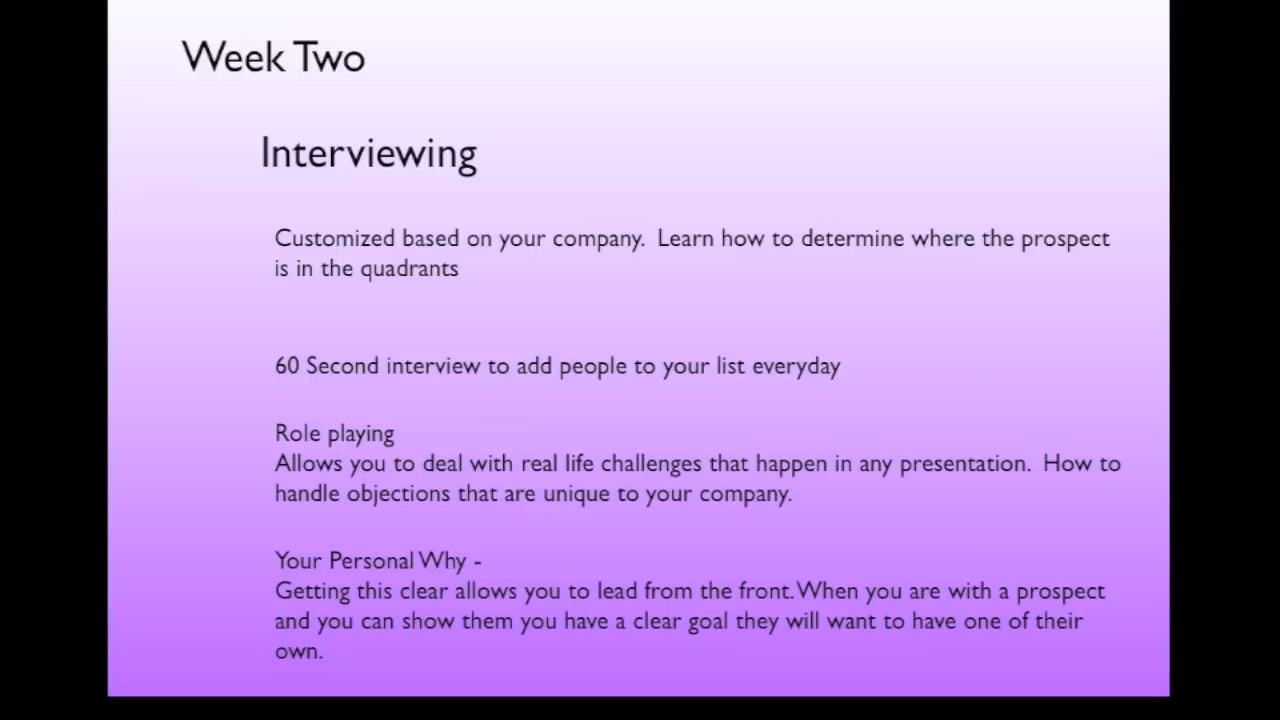 Week Two
Interviewing
Customized based on your company.  Learn how to determine where the prospect
is in the quadrants
60 Second interview to add people to your list everyday
Role playing
Allows you to deal with real life challenges that happen in any presentation.  How to
handle objections that are unique to your company.
Your Personal Why -
Getting this clear allows you to lead from the front. When you are with a prospect
and you can show them you have a clear goal they will want to have one of their
own.